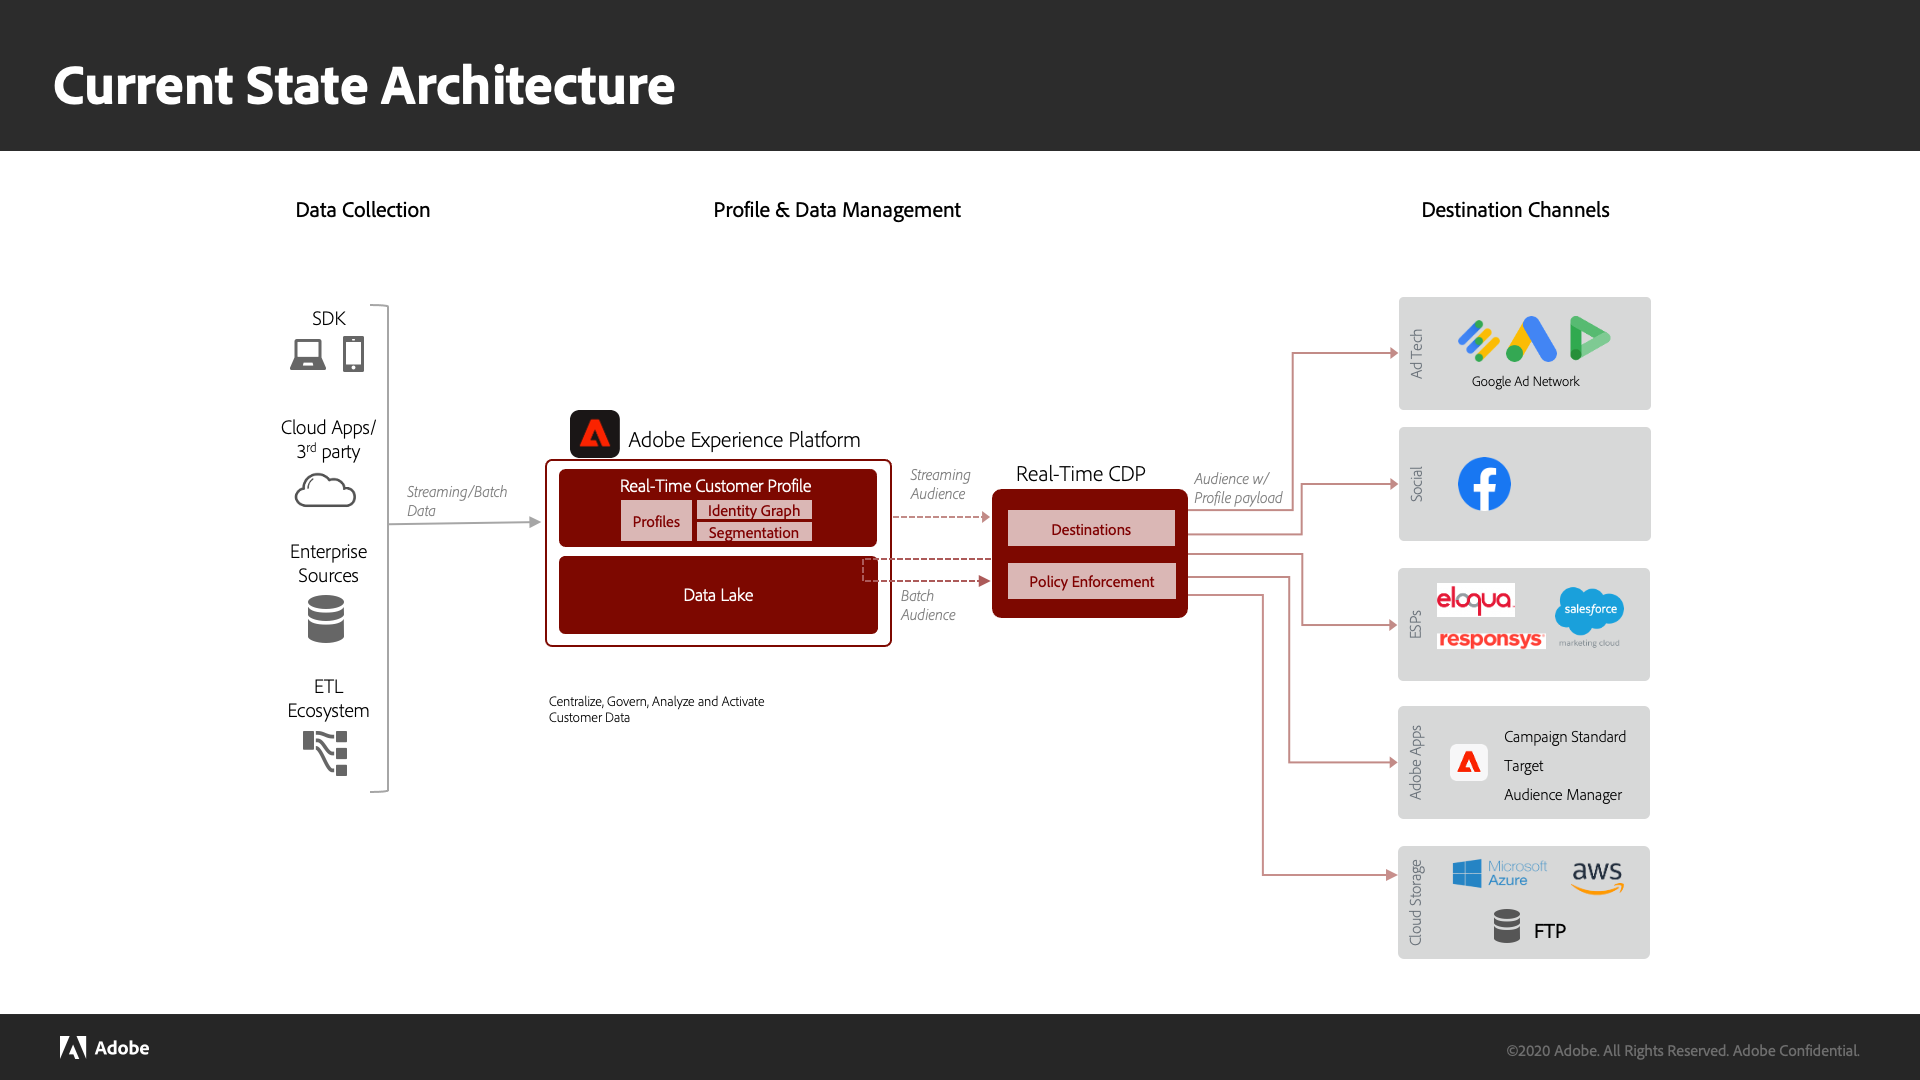 Current State Architecture
Data Collection
Profile & Data Management
Destination Channels
SDK
Cloud Apps/
3rd party
Enterprise
Sources
ETL
Ecosystem
Streaming/Batch
Data
Adobe Experience Platform
Real-Time Customer Profile
Profiles
Identity Graph
Segmentation
Data Lake
Centralize, Govern, Analyze and Activate
Customer Data
Streaming
Audience
Batch
Audience
Real-Time CDP
Destinations
Policy Enforcement
Audience w/
Profile payload
Ad Tech
Google Ad Network
Social
ESPs
eloqua
responsys
salesforce
marketing cloud
Adobe Apps
Campaign Standard
Target
Audience Manager
Cloud Storage
Microsoft
Azure
aws
FTP
Adobe
©2020 Adobe. All Rights Reserved. Adobe Confidential.